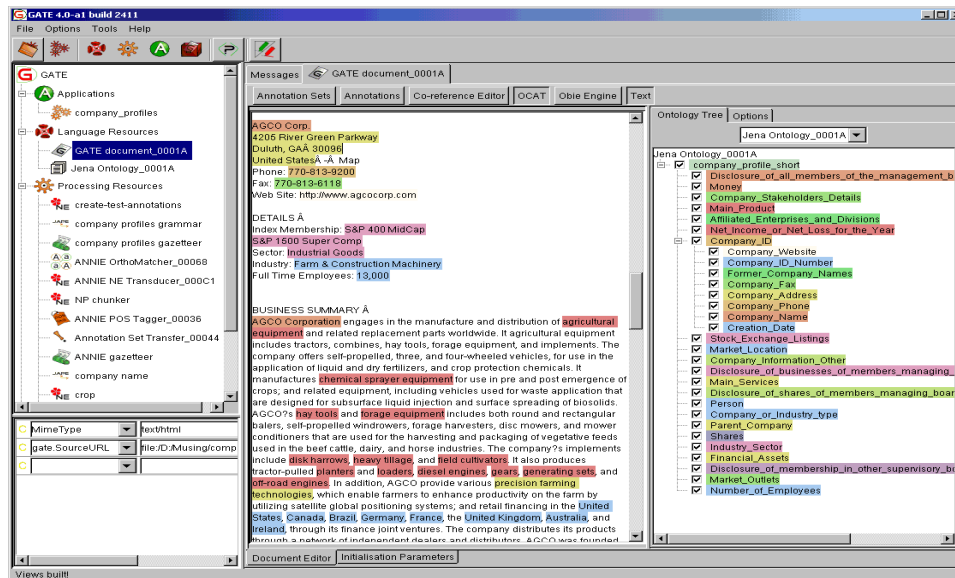 GATE 4.0-a1 build 2411
File Options Tools Help
GATE
Applications
company_profiles
Language Resources
GATE document_0001A
Jena Ontology_0001A
Processing Resources
create-test-annotations
company profiles grammar
company profiles gazetteer
ANNIE OrthoMatcher_00068
ANNIE NE Transducer_000C1
NP chunker
ANNIE POS Tagger_00036
Annotation Set Transfer_00044
ANNIE gazetteer
company name
crop
C MimeType text/html
C gate.SourceURL file:/D:/Musing/comp
C
Views built!
Messages GATE document_0001A
Annotation Sets Annotations Co-reference Editor OCAT Obie Engine Text
AGCO Corp.
4205 River Green Parkway
Duluth, GAÂ 30096
United StatesÂ -Â Map
Phone: 770-813-9200
Fax: 770-813-6118
Web Site: http://www.agcocorp.com
DETAILS Â
Index Membership: S&P 400 MidCap
S&P 1500 Super Comp
Sector: Industrial Goods
Industry: Farm & Construction Machinery
Full Time Employees: 13,000
BUSINESS SUMMARY Â
AGCO Corporation engages in the manufacture and distribution of agricultural
equipment and related replacement parts worldwide. It agricultural equipment
includes tractors, combines, hay tools, forage equipment, and implements. The
company offers self-propelled, three, and four-wheeled vehicles, for use in the
application of liquid and dry fertilizers, and crop protection chemicals. It
manufactures chemical sprayer equipment for use in pre and post emergence of
crops; and related equipment, including vehicles used for waste application that
are designed for subsurface liquid injection and surface spreading of biosolids.
AGCO?s hay tools and forage equipment includes both round and rectangular
balers, self-propelled windrowers, forage harvesters, disc mowers, and mower
conditioners that are used for the harvesting and packaging of vegetative feeds
used in the beef cattle, dairy, and horse industries. The company?s implements
include disk harrows, heavy tillage, and field cultivators. It also produces
tractor-pulled planters and loaders, diesel engines, gears, generating sets, and
off-road engines. In addition, AGCO provide various precision farming
technologies, which enable farmers to enhance productivity on the farm by
utilizing satellite global positioning systems; and retail financing in the United
States, Canada, Brazil, Germany, France, the United Kingdom, Australia, and
Ireland, through its finance joint ventures. The company distributes its products
through a network of independent dealers and distributors. AGCO was founded
Document Editor Initialisation Parameters
Ontology Tree Options
Jena Ontology_0001A
Jena Ontology_0001A
company_profile_short
Disclosure_of_all_members_of_the_management_b
Money
Company_Stakeholders_Details
Main_Product
Affiliated_Enterprises_and_Divisions
Net_Income_or_Net_Loss_for_the_Year
Company_ID
Company_Website
Company_ID_Number
Former_Company_Names
Company_Fax
Company_Address
Company_Phone
Company_Name
Creation_Date
Stock_Exchange_Listings
Market_Location
Company_Information_Other
Disclosure_of_businesses_of_members_managing_
Main_Services
Disclosure_of_shares_of_members_managing_boar
Person
Company_or_Industry_type
Parent_Company
Shares
Industry_Sector
Financial_Assets
Disclosure_of_membership_in_other_supervisory_bo
Market_Outlets
Number_of_Employees